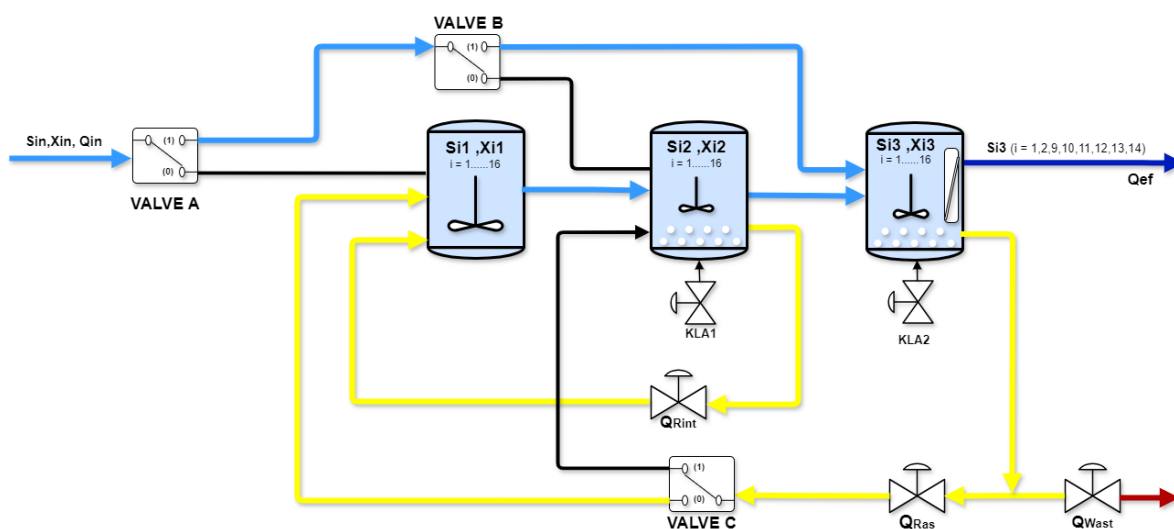 VALVE B
(1)
(0)
Sin,Xin, Qin
(1)
(0)
VALVE A
Si1 ,Xi1
i = 1......16
Si2 ,Xi2
i = 1......16
Si3 ,Xi3
i = 1......16
Si3 (i = 1,2,9,10,11,12,13,14)
Qef
KLA1
KLA2
QRint
(1)
(0)
VALVE C
QRas
QWast